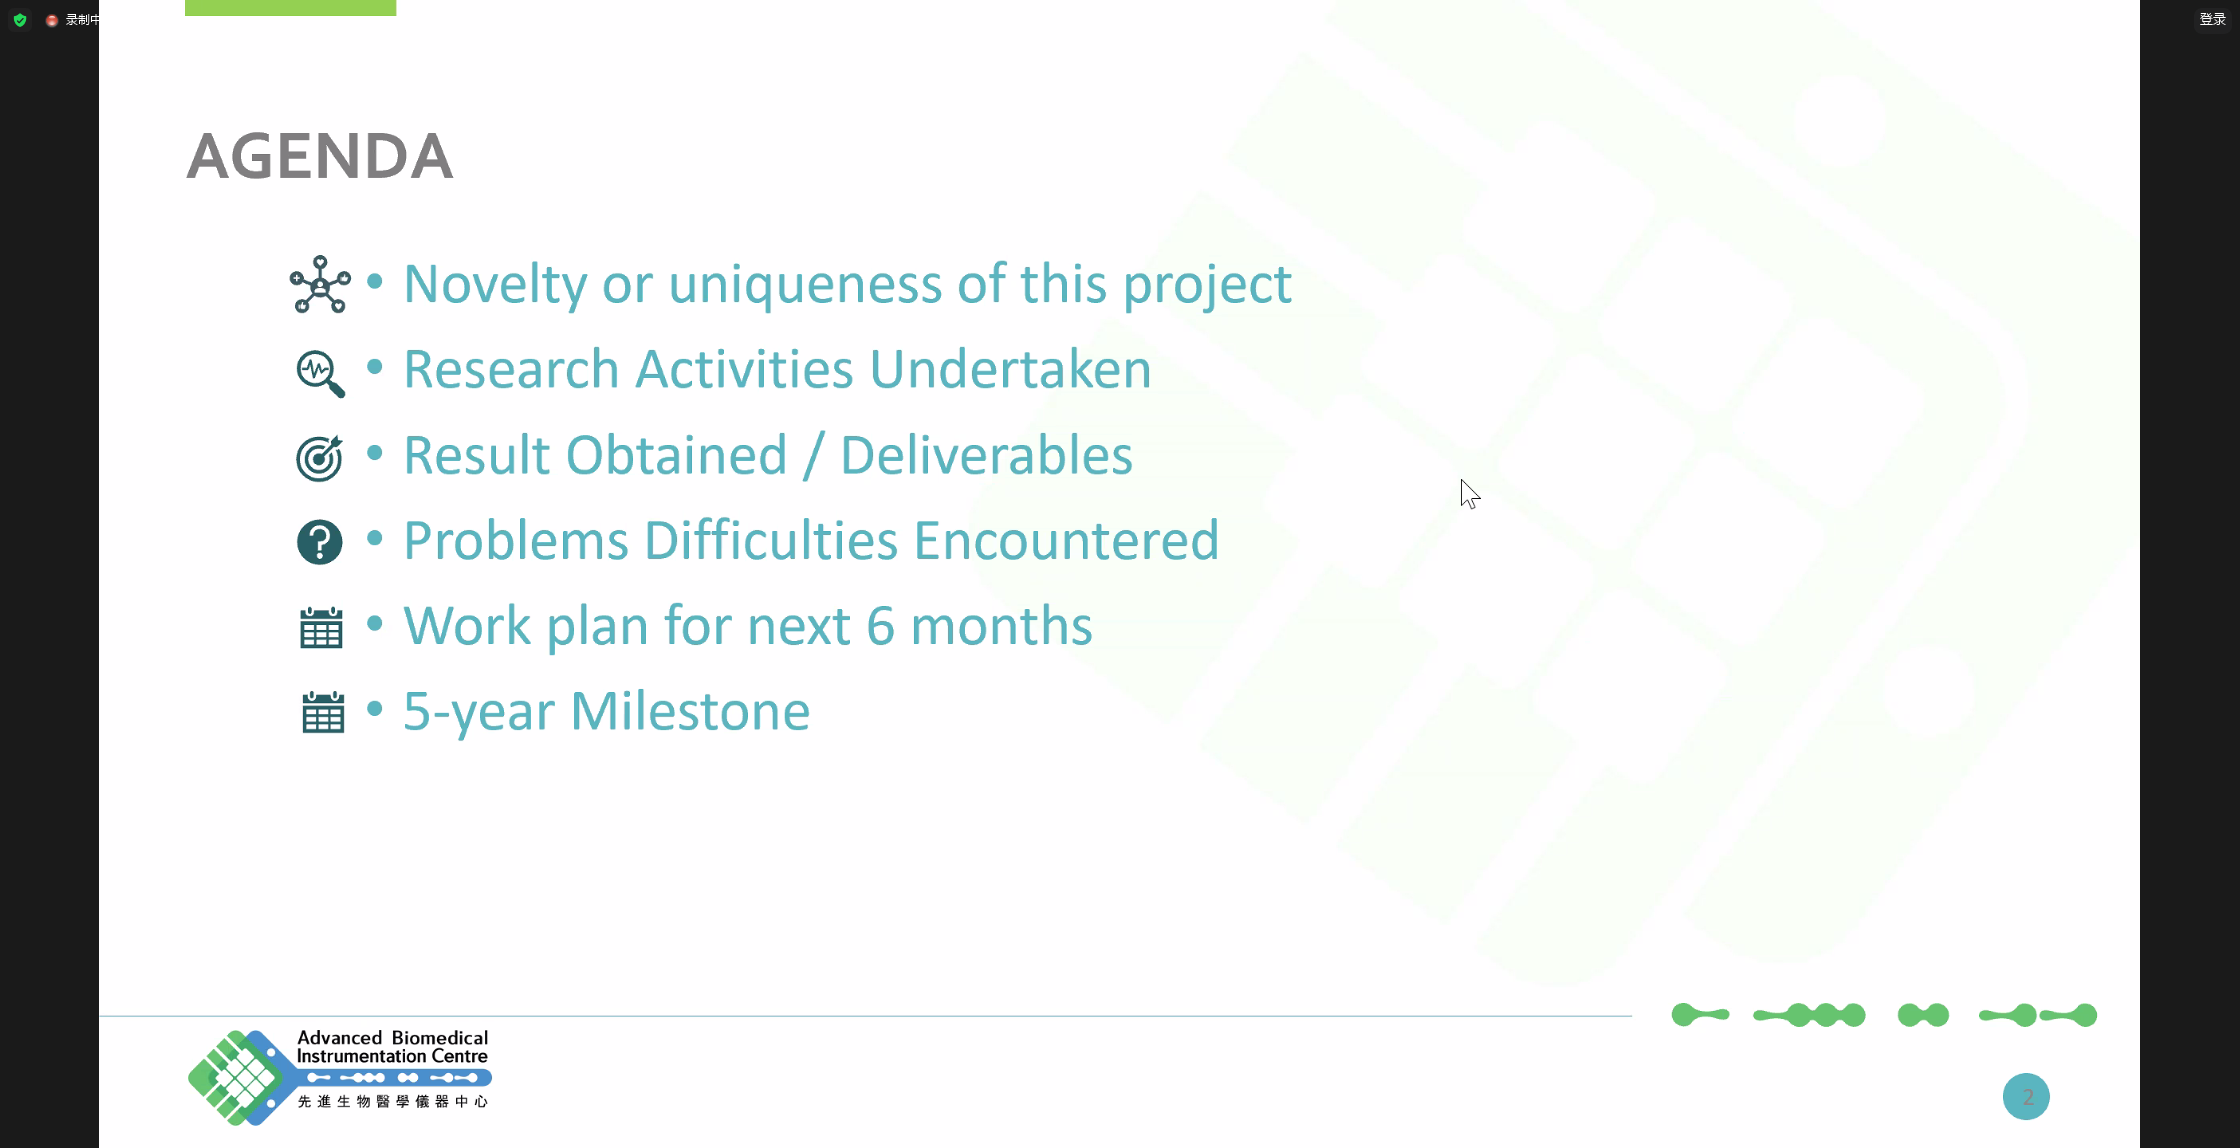 录制中
登录
AGENDA
• Novelty or uniqueness of this project
• Research Activities Undertaken
• Result Obtained / Deliverables
• Problems Difficulties Encountered
• Work plan for next 6 months
• 5-year Milestone
Advanced Biomedical
Instrumentation Centre
先進生物醫學儀器中心
2